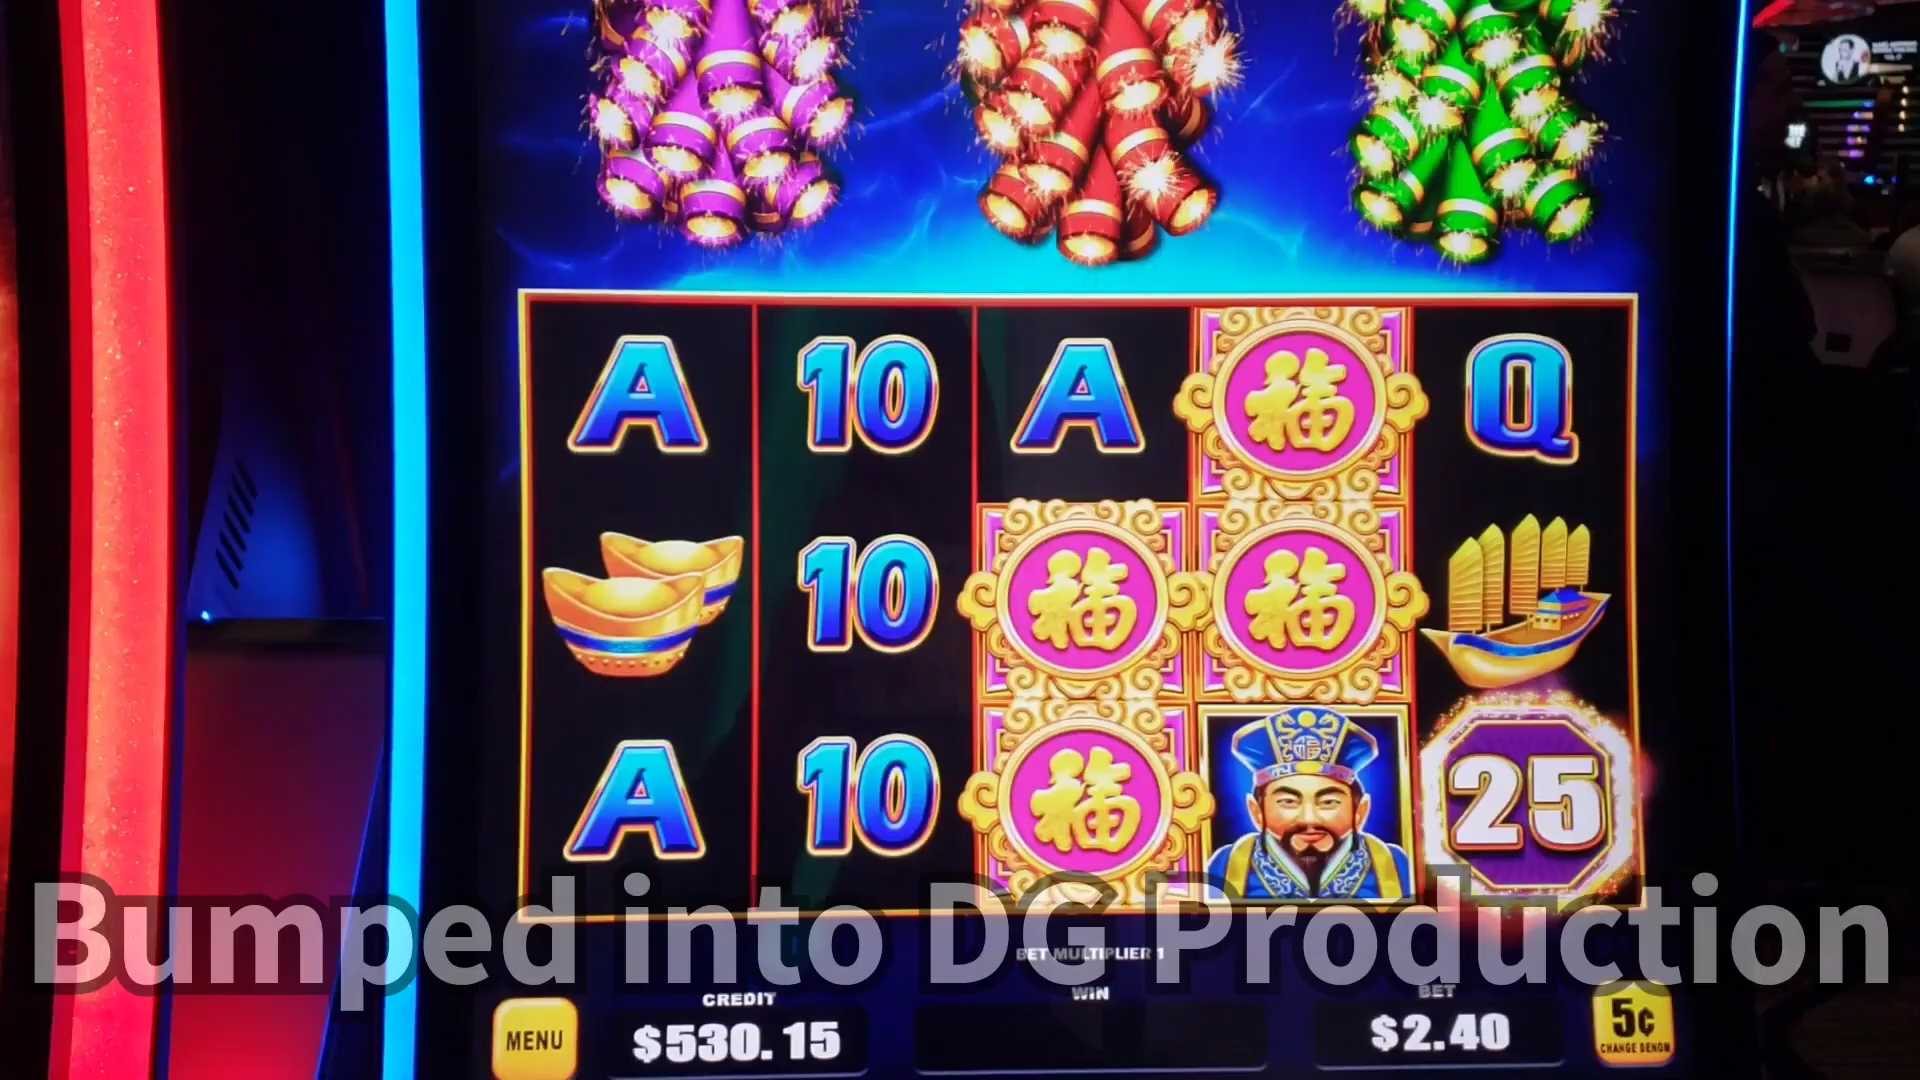 A 10 A 福 Q
10 福 福
A 10 福 福 25
Bumped into DG Production
BET MULTIPLIER 1
CREDIT WIN BET
MENU $530.15 $2.40 5¢
CHANGE DENOM